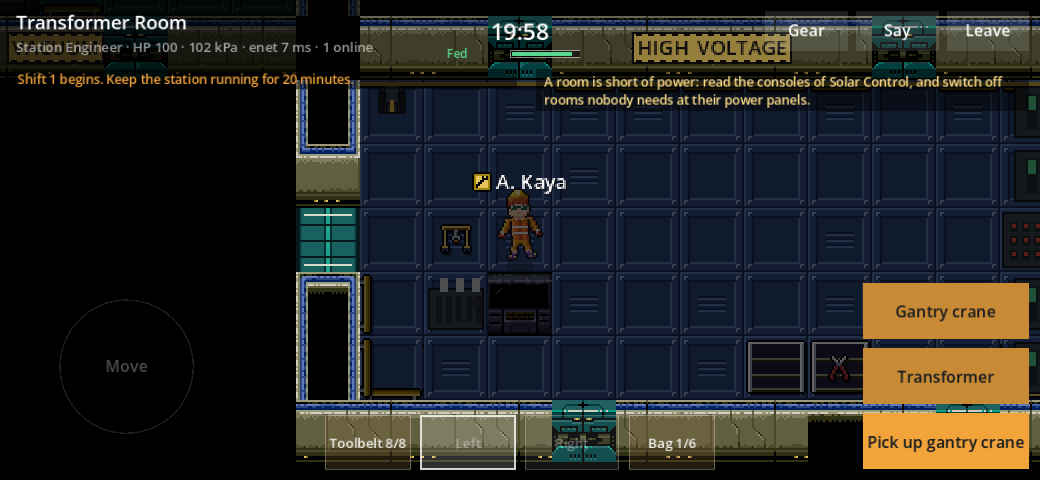 Transformer Room
Station Engineer · HP 100 · 102 kPa · enet 7 ms · 1 online
Shift 1 begins. Keep the station running for 20 minutes.
19:58
Fed
HIGH VOLTAGE
Gear
Say
Leave
A room is short of power: read the consoles of Solar Control, and switch off
rooms nobody needs at their power panels.
A. Kaya
Move
Gantry crane
Transformer
Pick up gantry crane
Toolbelt 8/8
Left
Right
Bag 1/6